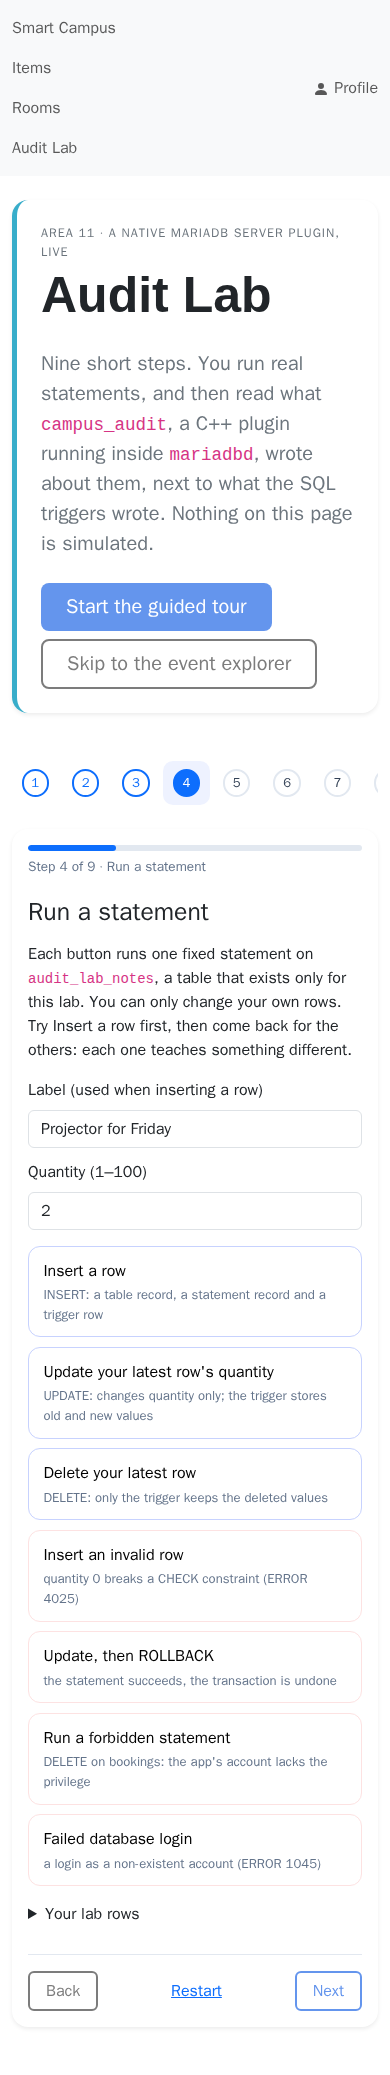 Smart Campus
Items
Rooms
Audit Lab
Profile
AREA 11 · A NATIVE MARIADB SERVER PLUGIN,
LIVE
Audit Lab
Nine short steps. You run real
statements, and then read what
campus_audit, a C++ plugin
running inside mariadbd, wrote
about them, next to what the SQL
triggers wrote. Nothing on this page
is simulated.
Start the guided tour
Skip to the event explorer
1 2 3 4 5 6 7
Step 4 of 9 · Run a statement
Run a statement
Each button runs one fixed statement on
audit_lab_notes, a table that exists only for
this lab. You can only change your own rows.
Try Insert a row first, then come back for the
others: each one teaches something different.
Label (used when inserting a row)
Projector for Friday
Quantity (1–100)
2
Insert a row
INSERT: a table record, a statement record and a
trigger row
Update your latest row's quantity
UPDATE: changes quantity only; the trigger stores
old and new values
Delete your latest row
DELETE: only the trigger keeps the deleted values
Insert an invalid row
quantity 0 breaks a CHECK constraint (ERROR
4025)
Update, then ROLLBACK
the statement succeeds, the transaction is undone
Run a forbidden statement
DELETE on bookings: the app's account lacks the
privilege
Failed database login
a login as a non-existent account (ERROR 1045)
Your lab rows
Back Restart Next